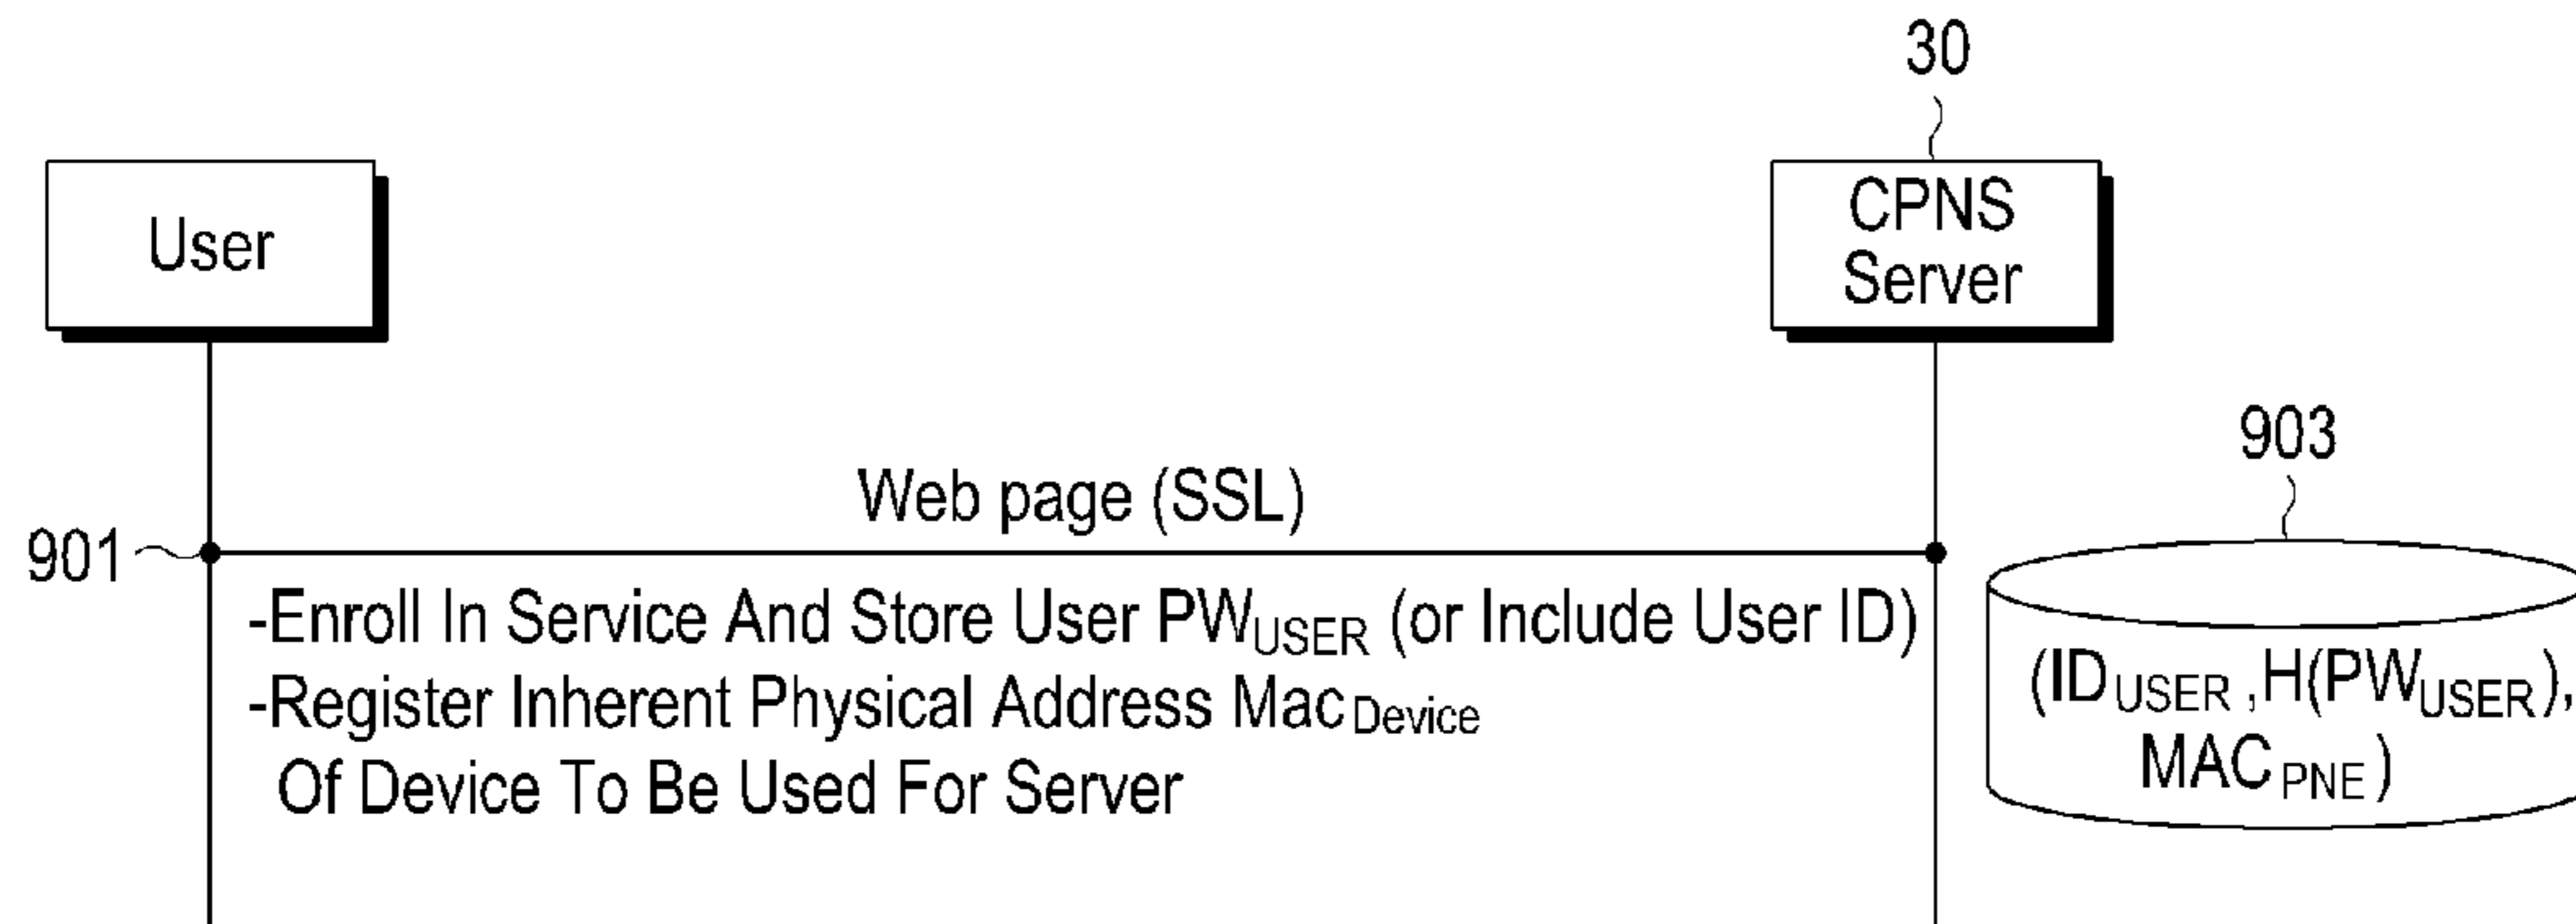 30
User
CPNS
Server
903
Web page (SSL)
901
-Enroll In Service And Store User PWUSER (or Include User ID)
-Register Inherent Physical Address MacDevice
Of Device To Be Used For Server
(IDUSER,H(PWUSER),
MACPNE)